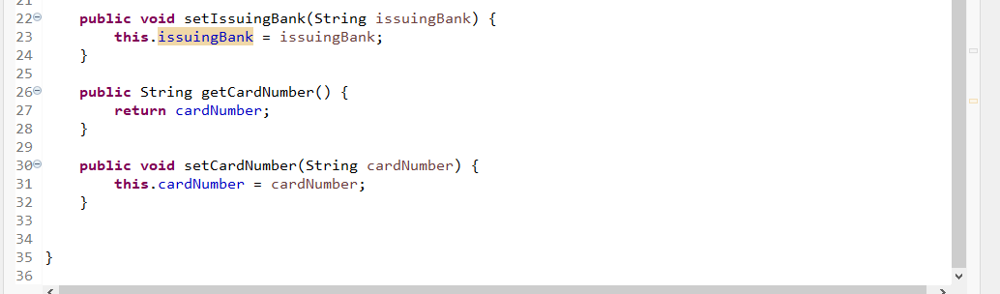 21
22 public void setIssuingBank(String issuingBank) {
23 this.issuingBank = issuingBank;
24 }
25
26 public String getCardNumber() {
27 return cardNumber;
28 }
29
30 public void setCardNumber(String cardNumber) {
31 this.cardNumber = cardNumber;
32 }
33
34
35 }
36